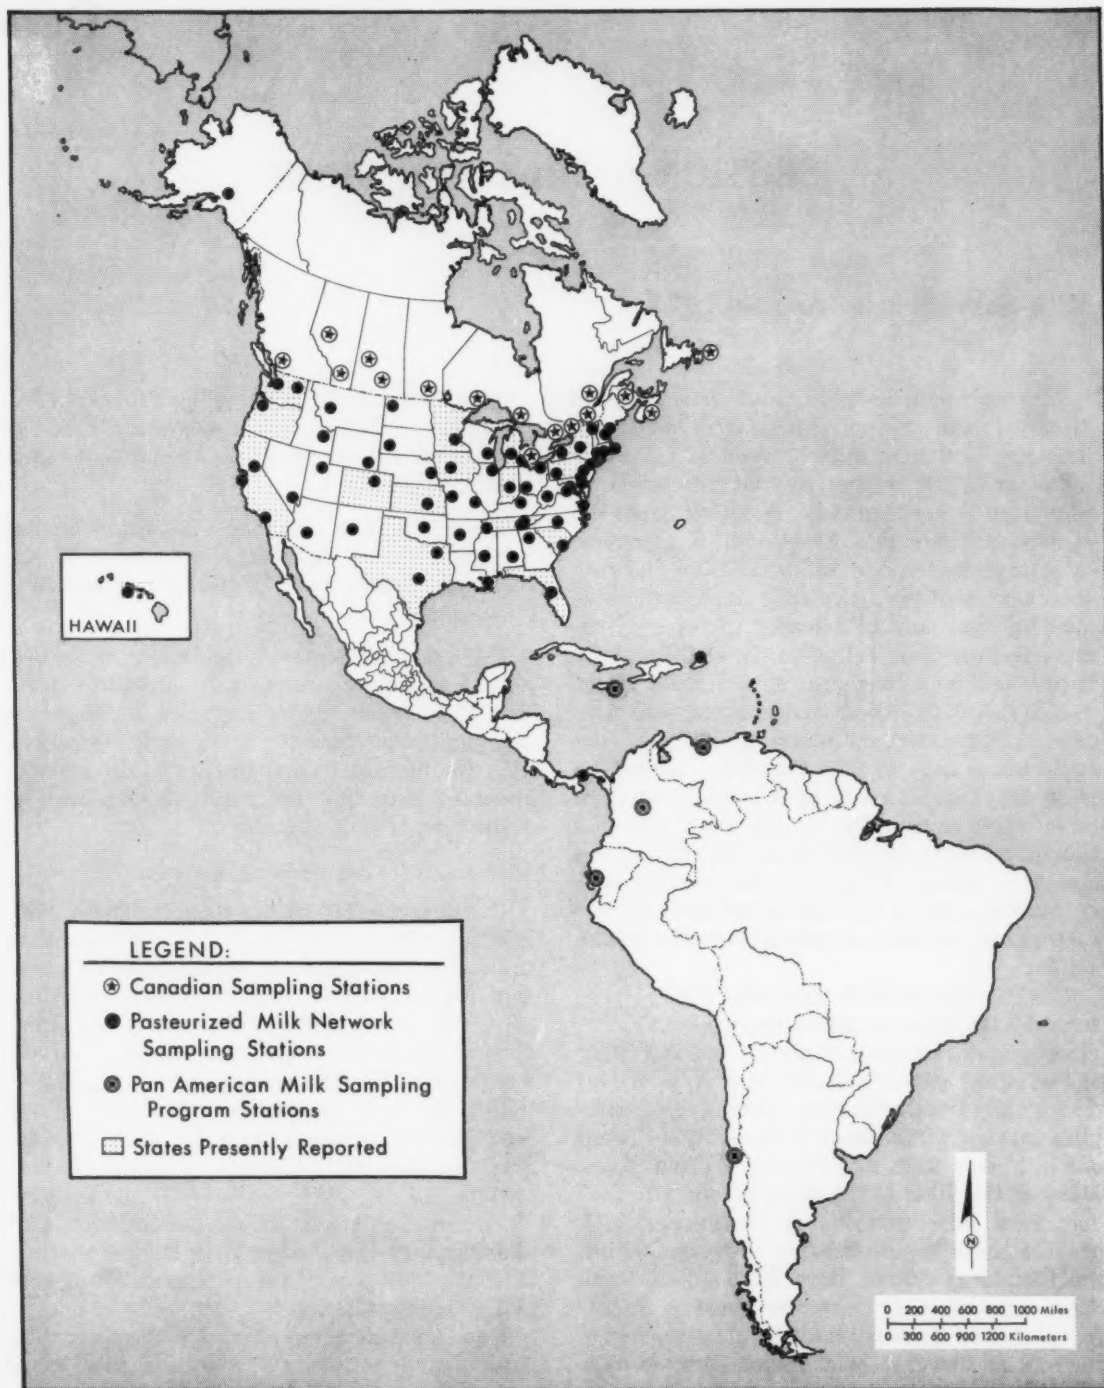 HAWAII
LEGEND:
Canadian Sampling Stations
Pasteurized Milk Network
Sampling Stations
Pan American Milk Sampling
Program Stations
States Presently Reported
N
0 200 400 600 800 1000 Miles
0 300 600 900 1200 Kilometers